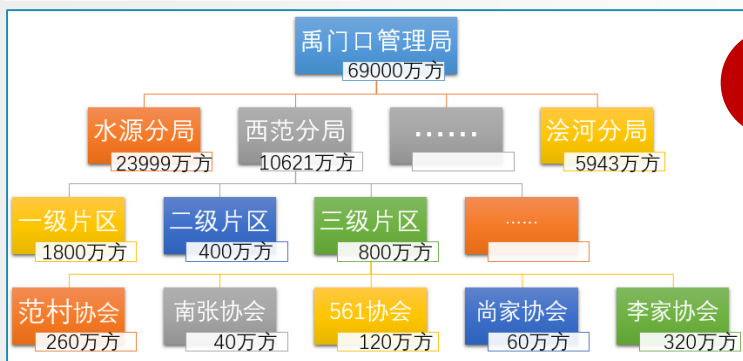 禹门口管理局
69000万方
水源分局
西范分局
......
浍河分局
23999万方
10621万方
5943万方
一级片区
二级片区
三级片区
......
1800万方
400万方
800万方
范村协会
南张协会
561协会
尚家协会
李家协会
260万方
40万方
120万方
60万方
320万方